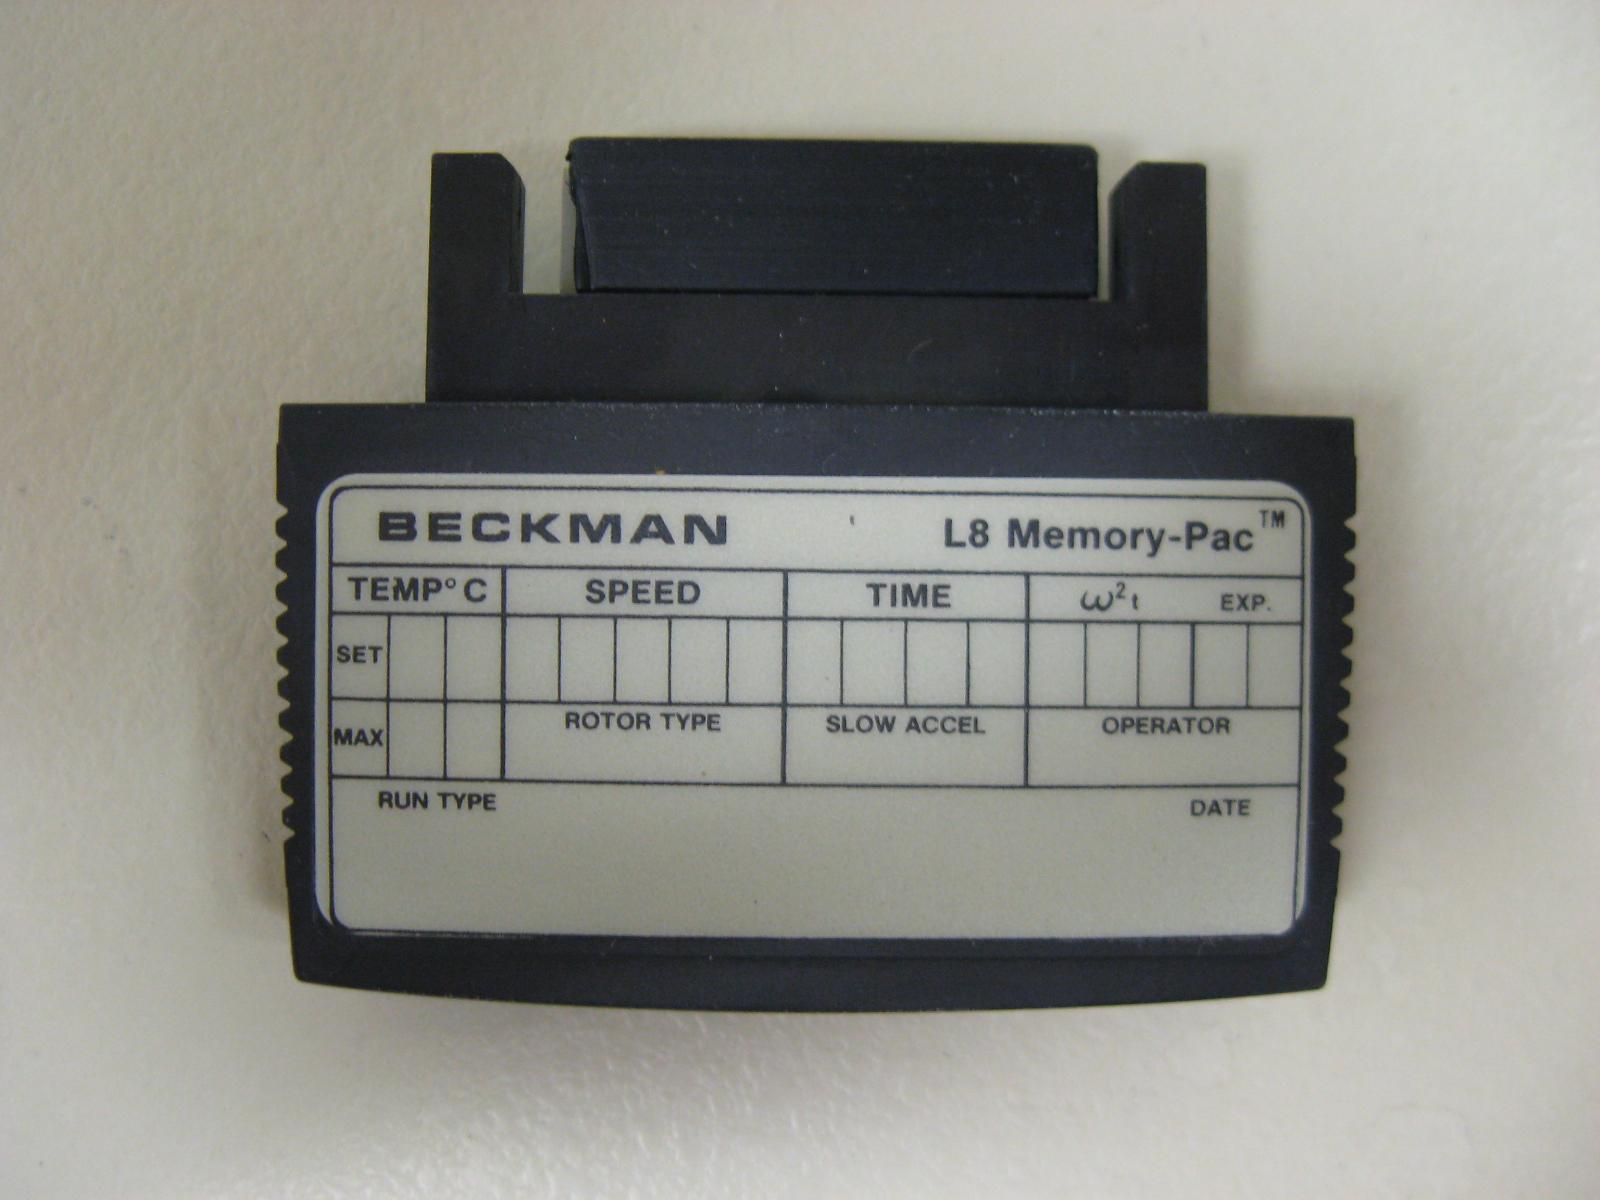 BECKMAN L8 Memory-Pac™
TEMP°C SPEED TIME ω²t EXP.
SET
MAX ROTOR TYPE SLOW ACCEL OPERATOR
RUN TYPE DATE